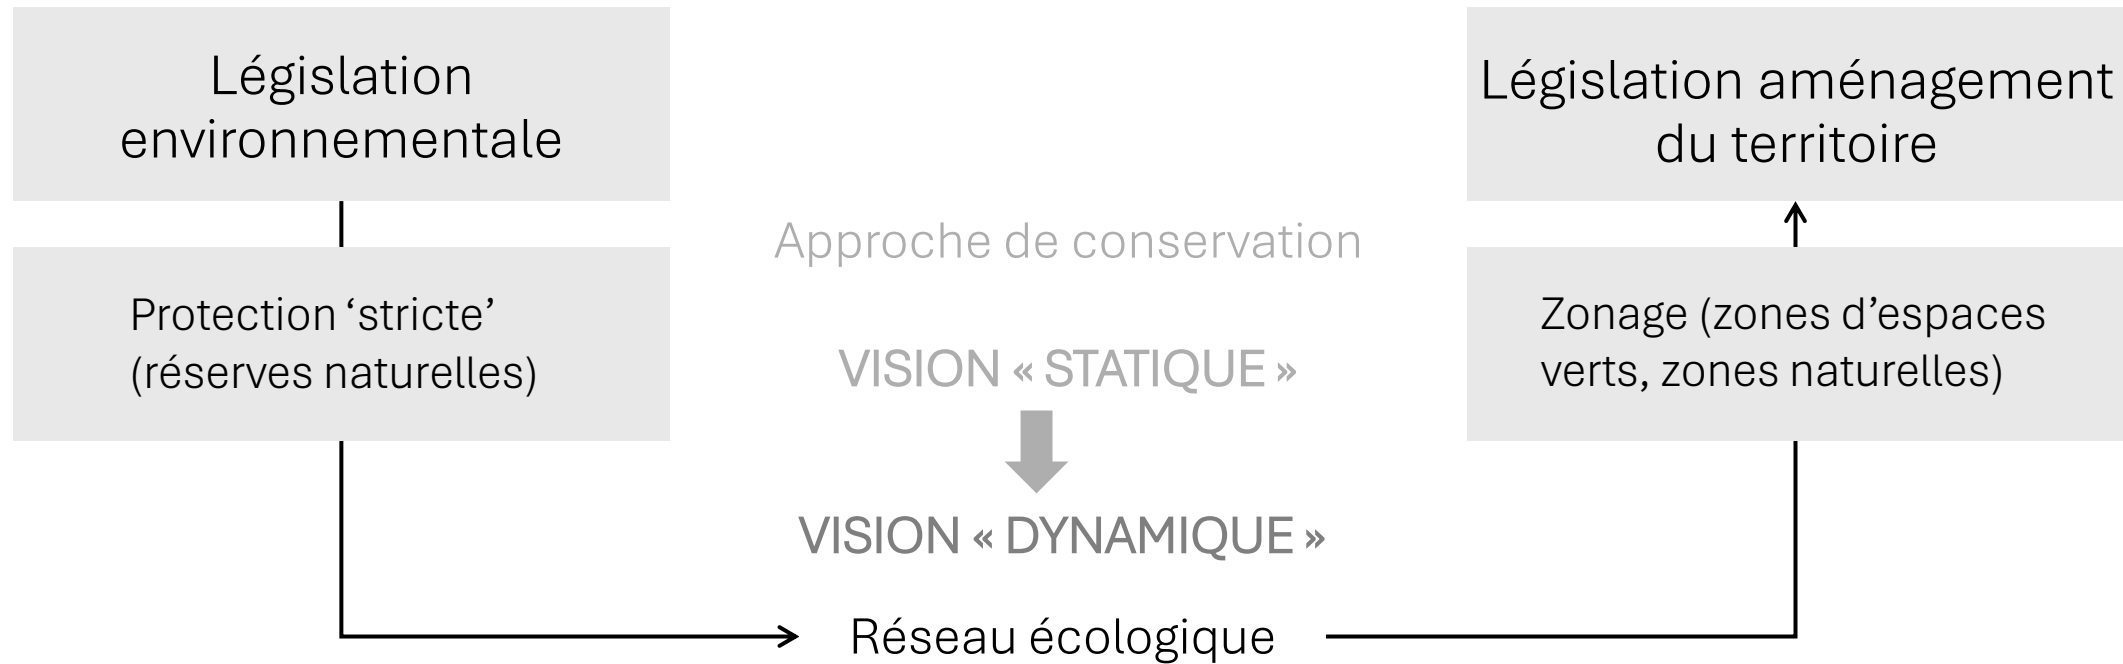 Législation
environnementale
Protection ‘stricte’
(réserves naturelles)
Approche de conservation
VISION « STATIQUE »
VISION « DYNAMIQUE »
Réseau écologique
Législation aménagement
du territoire
Zonage (zones d’espaces
verts, zones naturelles)